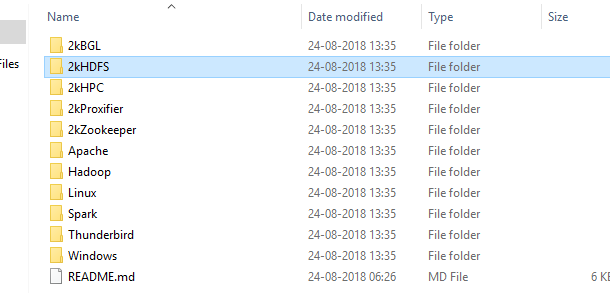 Name Date modified Type Size
2kBGL 24-08-2018 13:35 File folder
Files 2kHDFS 24-08-2018 13:35 File folder
2kHPC 24-08-2018 13:35 File folder
2kProxifier 24-08-2018 13:35 File folder
2kZookeeper 24-08-2018 13:35 File folder
Apache 24-08-2018 13:35 File folder
Hadoop 24-08-2018 13:35 File folder
Linux 24-08-2018 13:35 File folder
Spark 24-08-2018 13:35 File folder
Thunderbird 24-08-2018 13:35 File folder
Windows 24-08-2018 13:35 File folder
README.md 24-08-2018 06:26 MD File 6 K